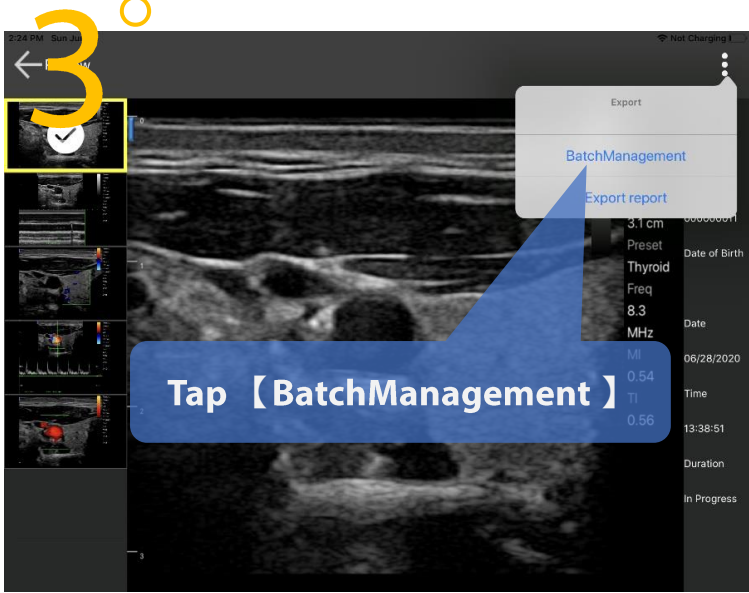 3
2:24 PM Sun Ju
Not Charging
Export
BatchManagement
Export report
000000011
3.1 cm
Preset
Date of Birth
Thyroid
Freq
8.3
MHz
Date
MI
06/28/2020
0.54
TI
Time
0.56
13:38:51
Duration
In Progress
Tap 【BatchManagement】
0
1
2
3